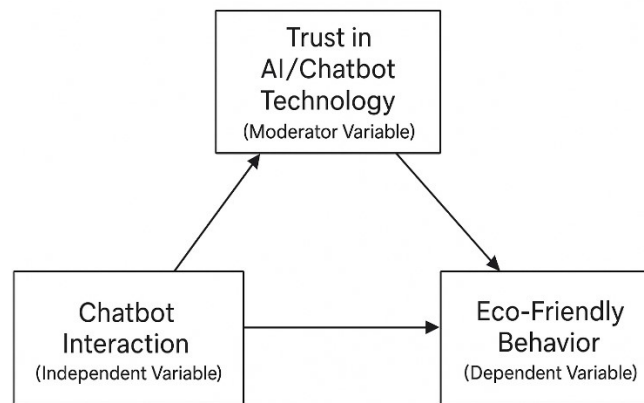 Trust in
AI/Chatbot
Technology
(Moderator Variable)
Chatbot
Interaction
(Independent Variable)
Eco-Friendly
Behavior
(Dependent Variable)